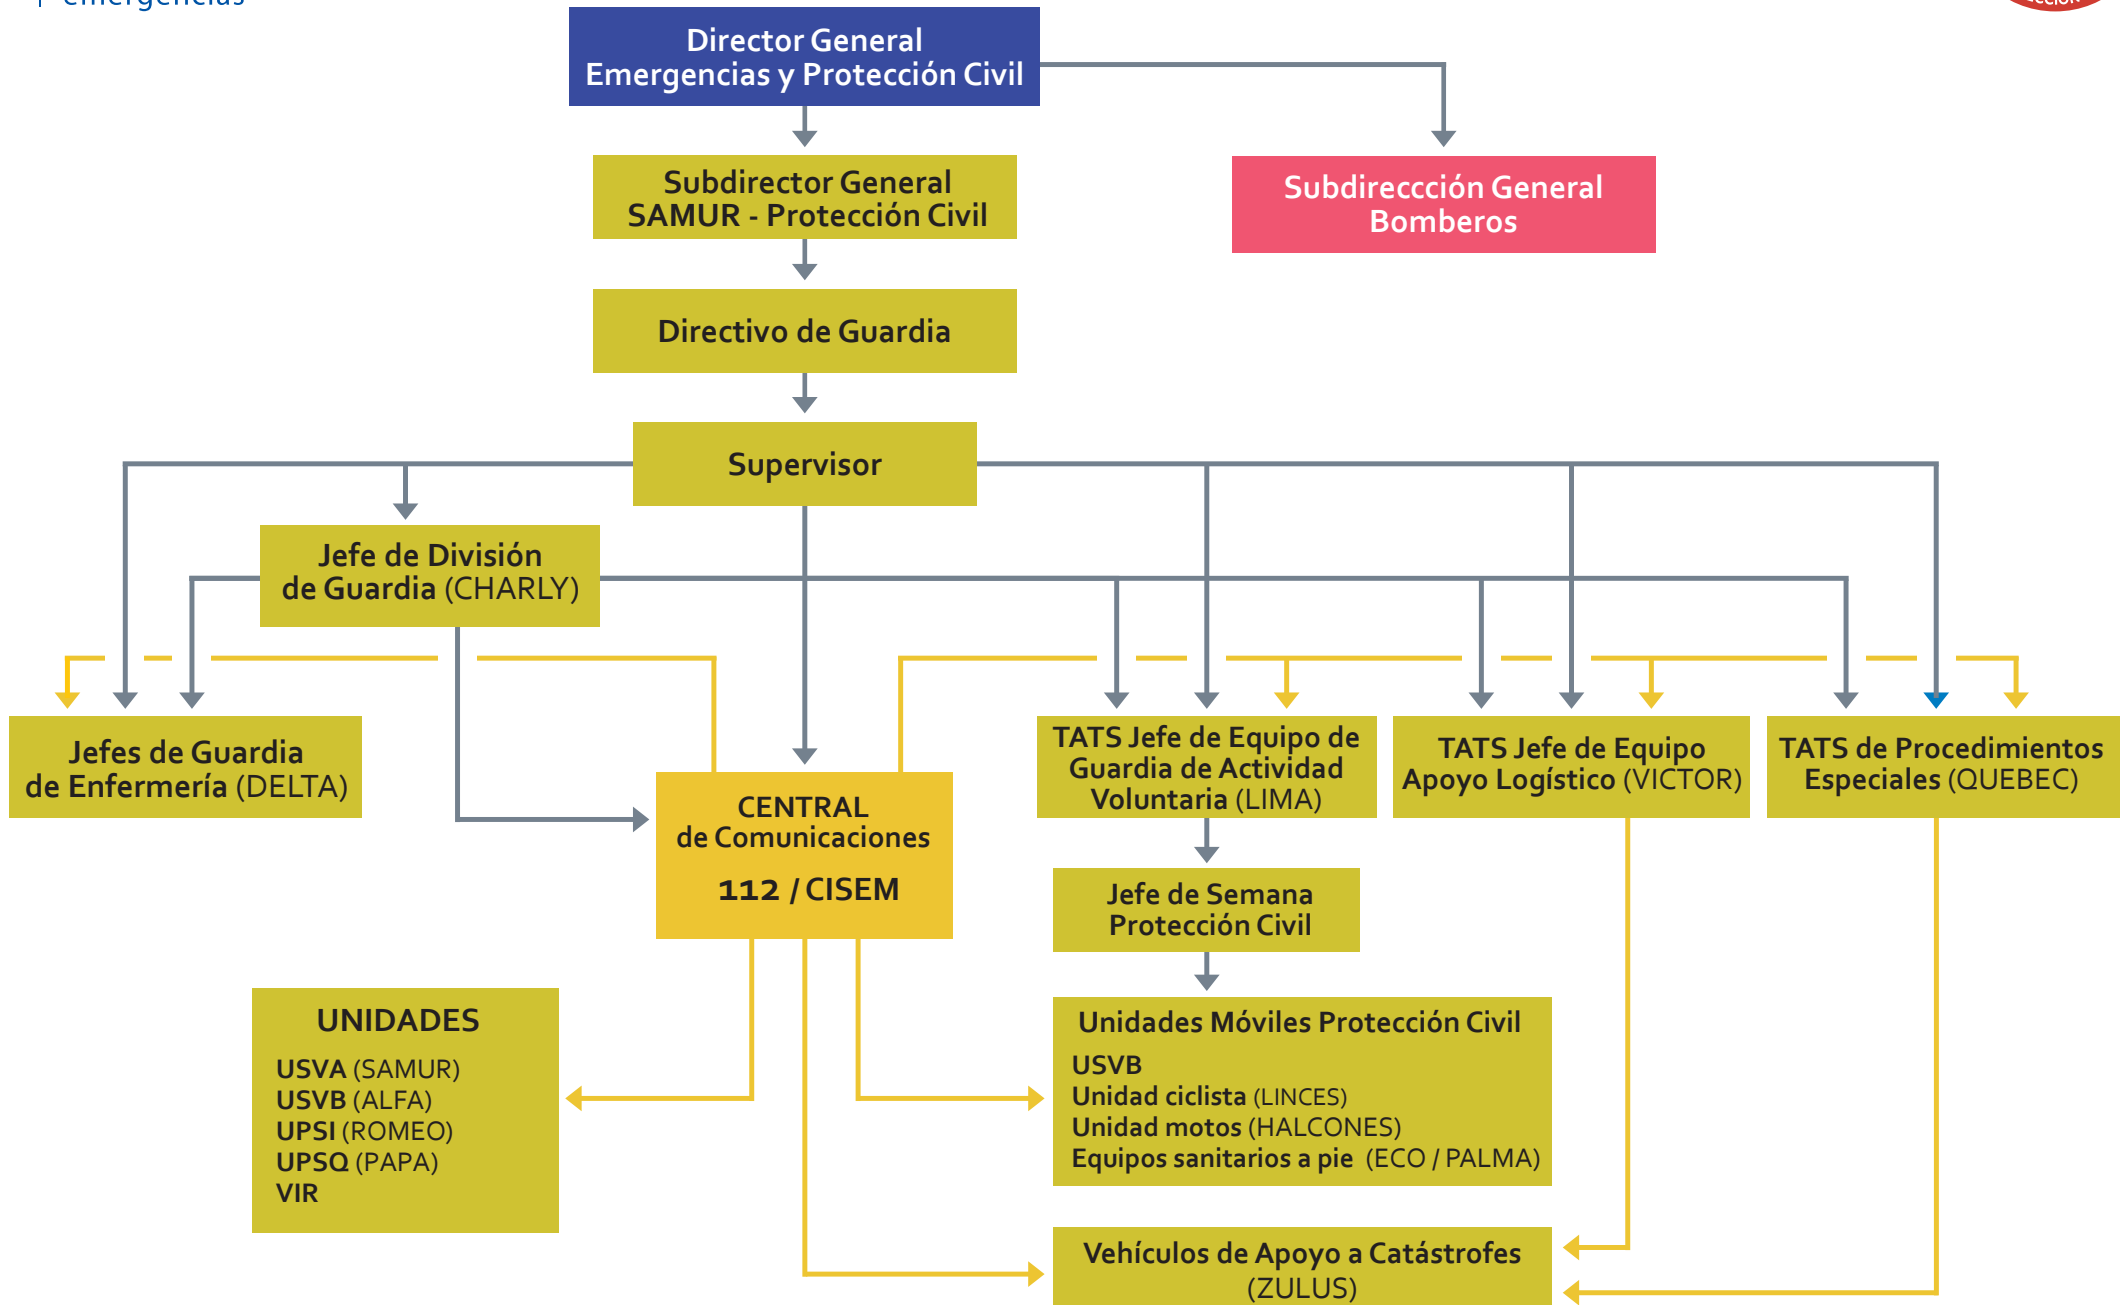 emergencias
CCIÓN
Director General
Emergencias y Protección Civil
Subdirector General
SAMUR - Protección Civil
Subdireccción General
Bomberos
Directivo de Guardia
Supervisor
Jefe de División
de Guardia (CHARLY)
Jefes de Guardia
de Enfermería (DELTA)
CENTRAL
de Comunicaciones
112 / CISEM
TATS Jefe de Equipo de
Guardia de Actividad
Voluntaria (LIMA)
TATS Jefe de Equipo
Apoyo Logístico (VICTOR)
TATS de Procedimientos
Especiales (QUEBEC)
Jefe de Semana
Protección Civil
UNIDADES
USVA (SAMUR)
USVB (ALFA)
UPSI (ROMEO)
UPSQ (PAPA)
VIR
Unidades Móviles Protección Civil
USVB
Unidad ciclista (LINCES)
Unidad motos (HALCONES)
Equipos sanitarios a pie (ECO / PALMA)
Vehículos de Apoyo a Catástrofes
(ZULUS)